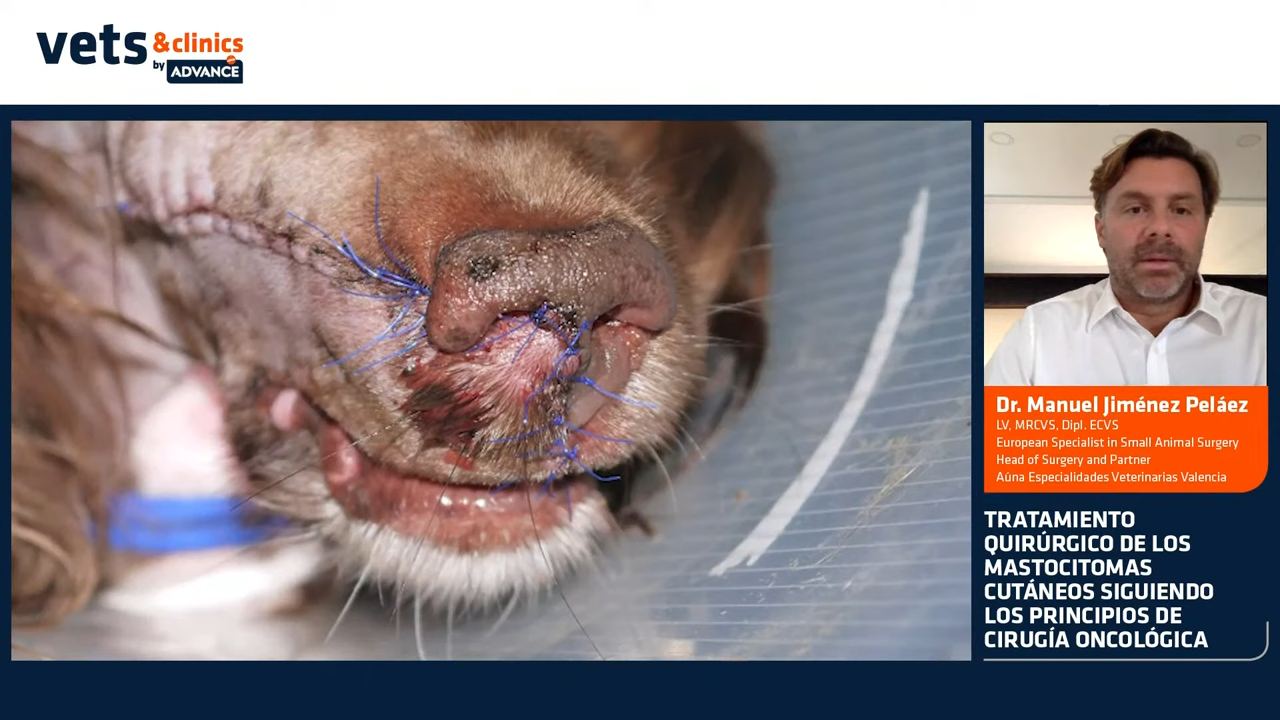 vets &clinics
by ADVANCE
Dr. Manuel Jiménez Peláez
LV, MRCVS, Dipl. ECVS
European Specialist in Small Animal Surgery
Head of Surgery and Partner
Aúna Especialidades Veterinarias Valencia
TRATAMIENTO
QUIRÚRGICO DE LOS
MASTOCITOMAS
CUTÁNEOS SIGUIENDO
LOS PRINCIPIOS DE
CIRUGÍA ONCOLÓGICA